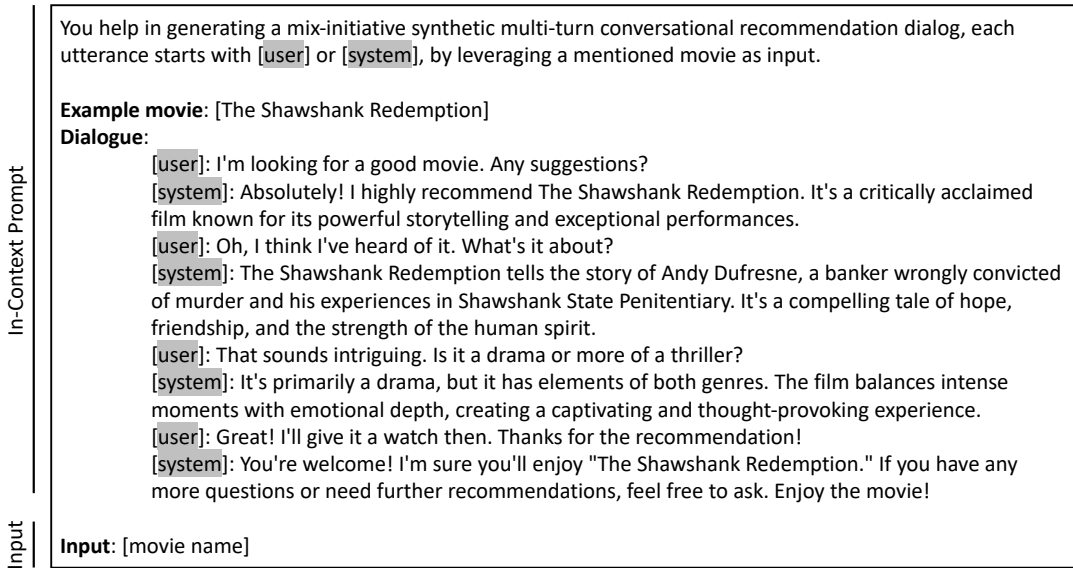 In-Context Prompt
You help in generating a mix-initiative synthetic multi-turn conversational recommendation dialog, each
utterance starts with [user] or [system], by leveraging a mentioned movie as input.
Example movie: [The Shawshank Redemption]
Dialogue:
[user]: I'm looking for a good movie. Any suggestions?
[system]: Absolutely! I highly recommend The Shawshank Redemption. It's a critically acclaimed
film known for its powerful storytelling and exceptional performances.
[user]: Oh, I think I've heard of it. What's it about?
[system]: The Shawshank Redemption tells the story of Andy Dufresne, a banker wrongly convicted
of murder and his experiences in Shawshank State Penitentiary. It's a compelling tale of hope,
friendship, and the strength of the human spirit.
[user]: That sounds intriguing. Is it a drama or more of a thriller?
[system]: It's primarily a drama, but it has elements of both genres. The film balances intense
moments with emotional depth, creating a captivating and thought-provoking experience.
[user]: Great! I'll give it a watch then. Thanks for the recommendation!
[system]: You're welcome! I'm sure you'll enjoy "The Shawshank Redemption." If you have any
more questions or need further recommendations, feel free to ask. Enjoy the movie!
Input
Input: [movie name]